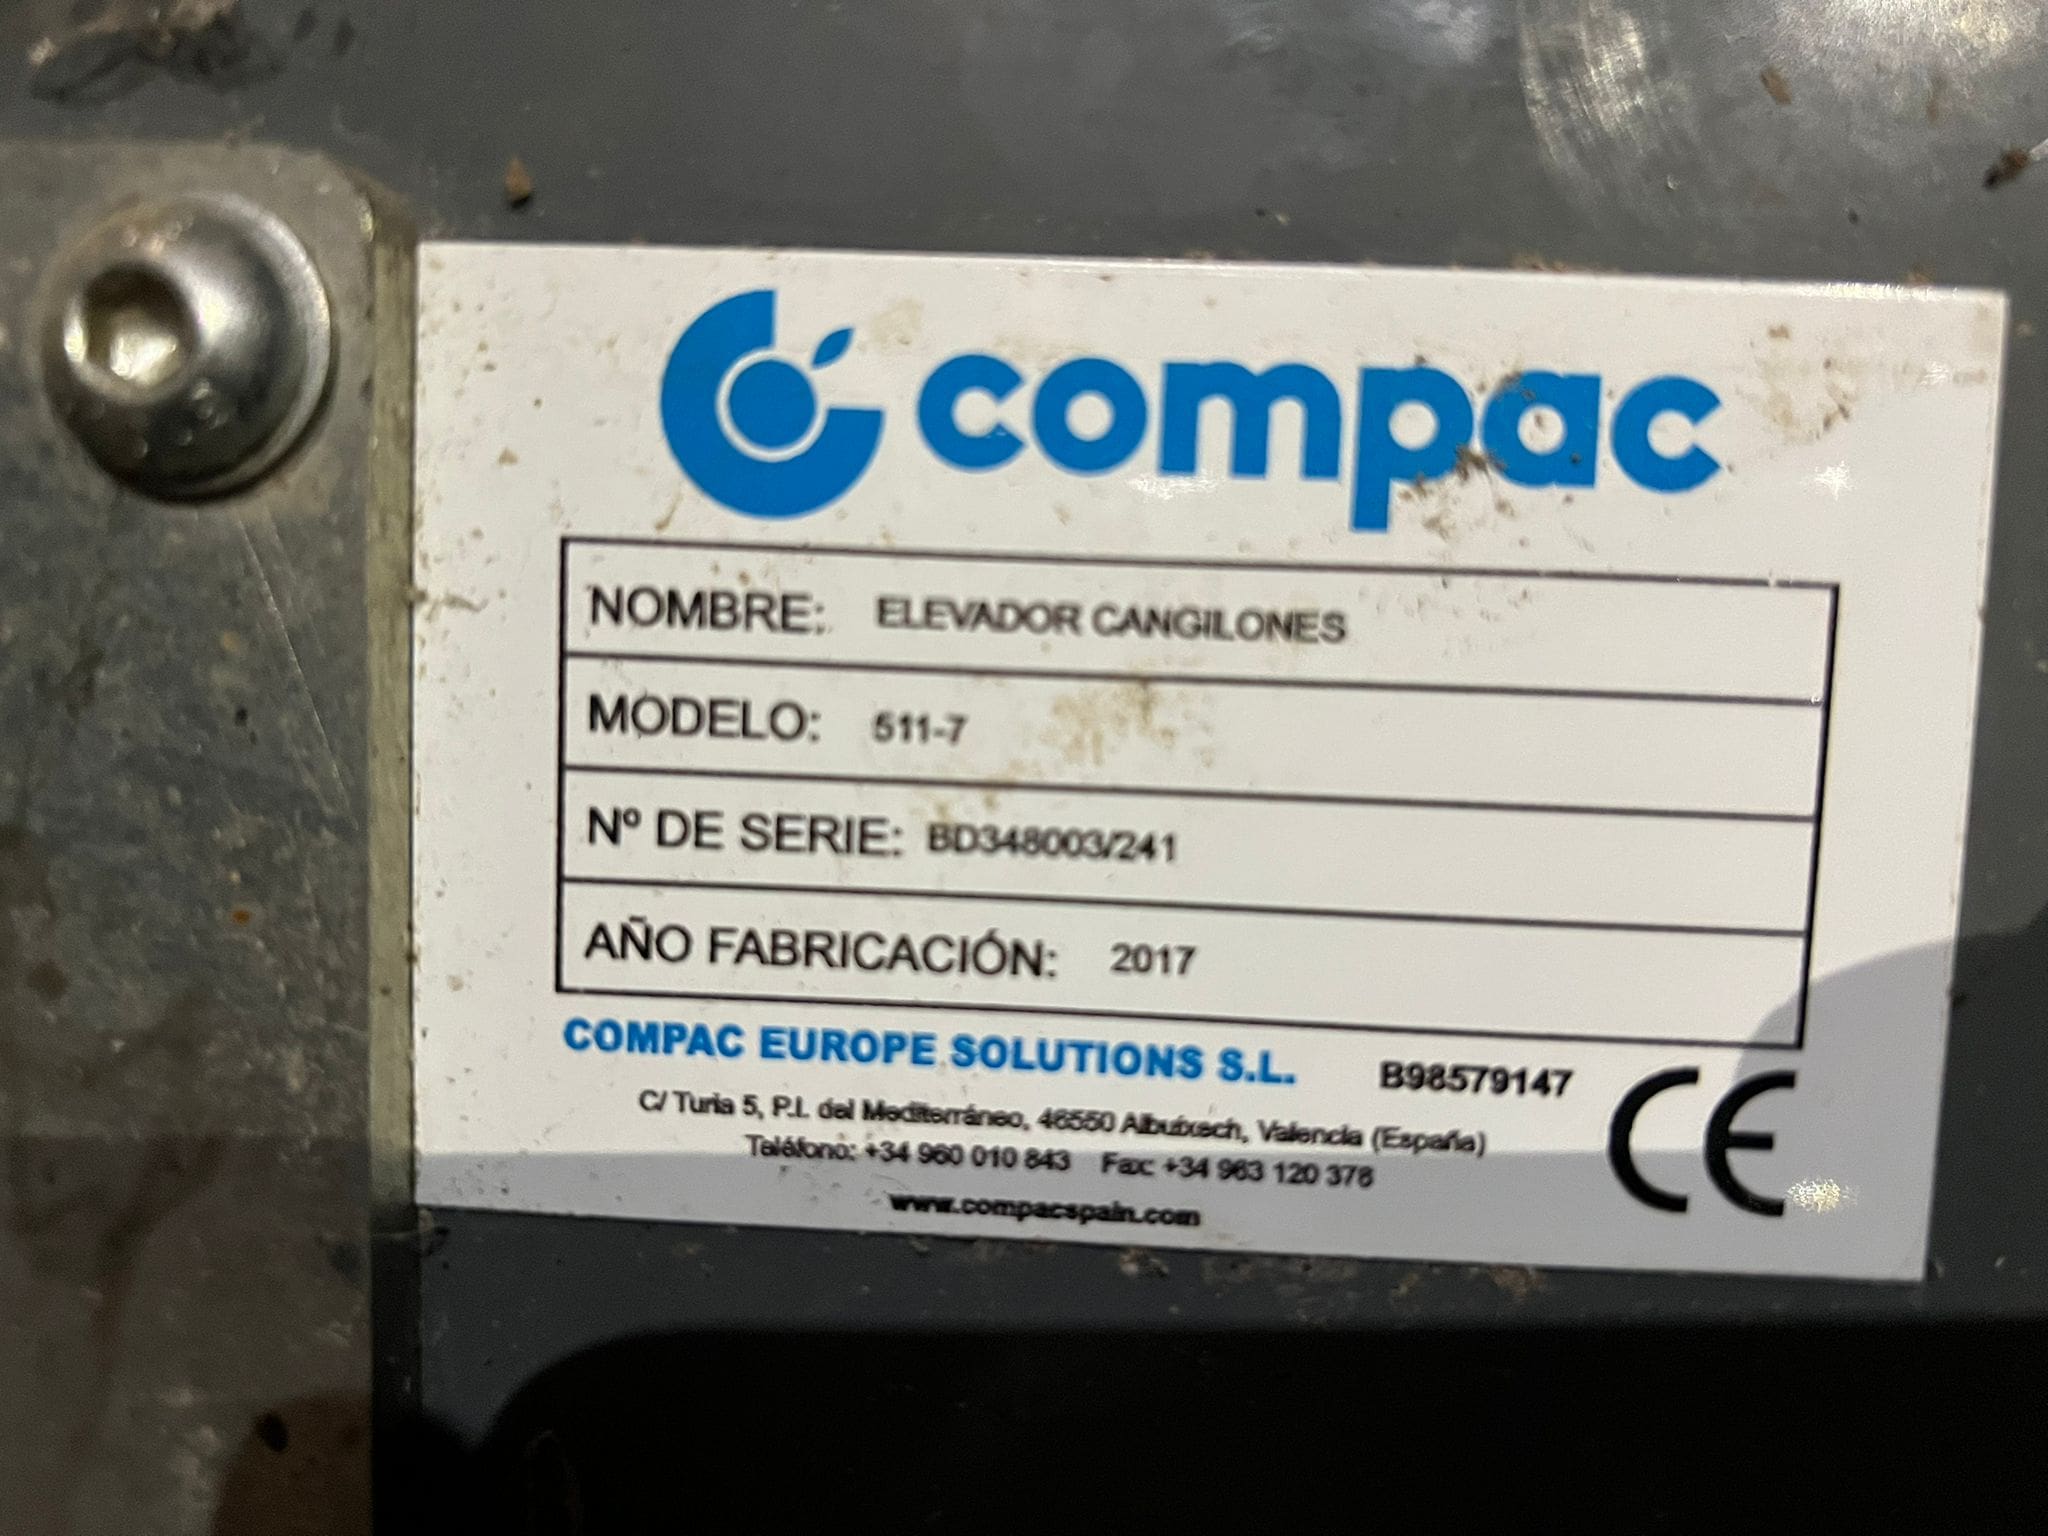 compac
NOMBRE: ELEVADOR CANGILONES
MODELO: 511-7
Nº DE SERIE: BD348003/241
AÑO FABRICACIÓN: 2017
COMPAC EUROPE SOLUTIONS S.L. B98579147
C/ Turia 5, P.I. del Mediterráneo, 46550 Albuixech, Valencia (España)
Teléfono: +34 960 010 843 Fax: +34 963 120 376
www.compacspain.com
CE